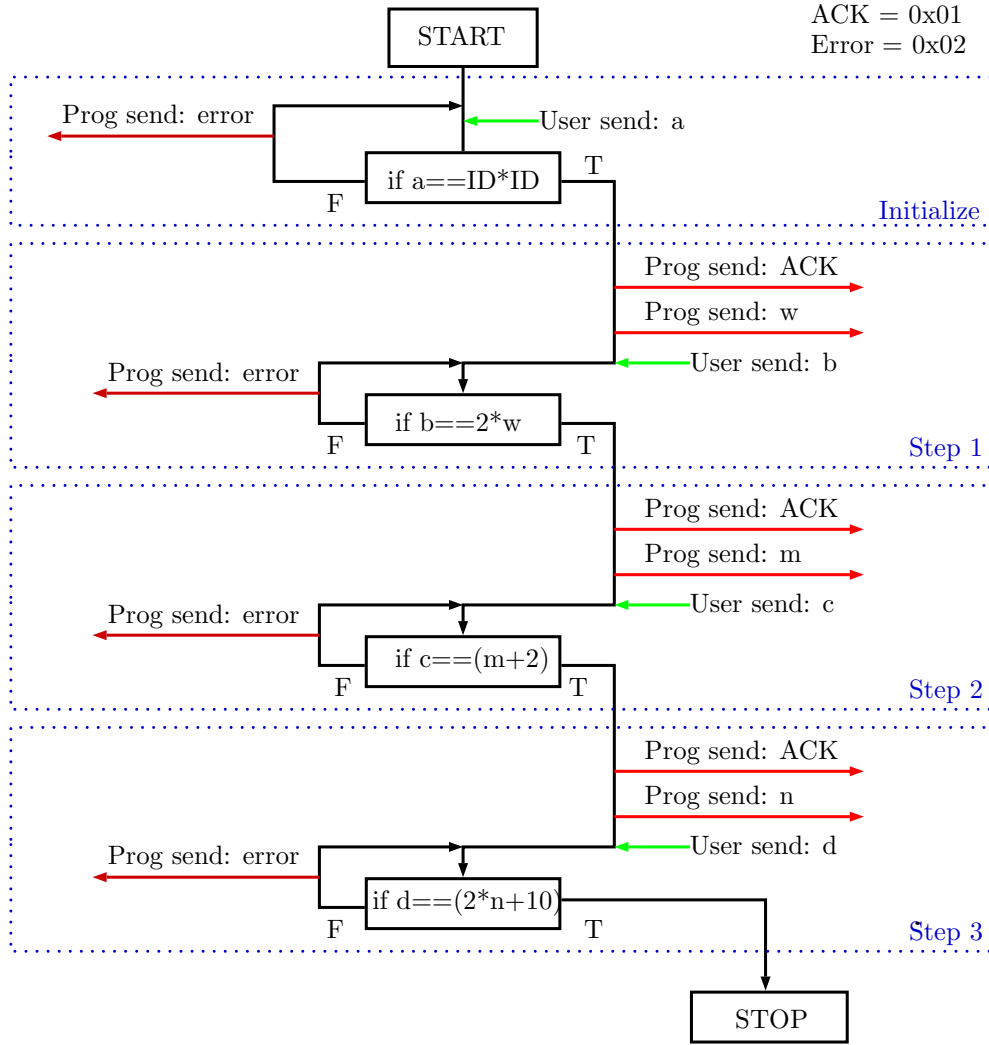 START
ACK = 0x01
Error = 0x02
Prog send: error
User send: a
if a==ID*ID
T
F
Initialize
Prog send: ACK
Prog send: w
User send: b
Prog send: error
if b==2*w
F
T
Step 1
Prog send: ACK
Prog send: m
User send: c
Prog send: error
if c==(m+2)
F
T
Step 2
Prog send: ACK
Prog send: n
User send: d
Prog send: error
if d==(2*n+10)
F
T
Step 3
STOP